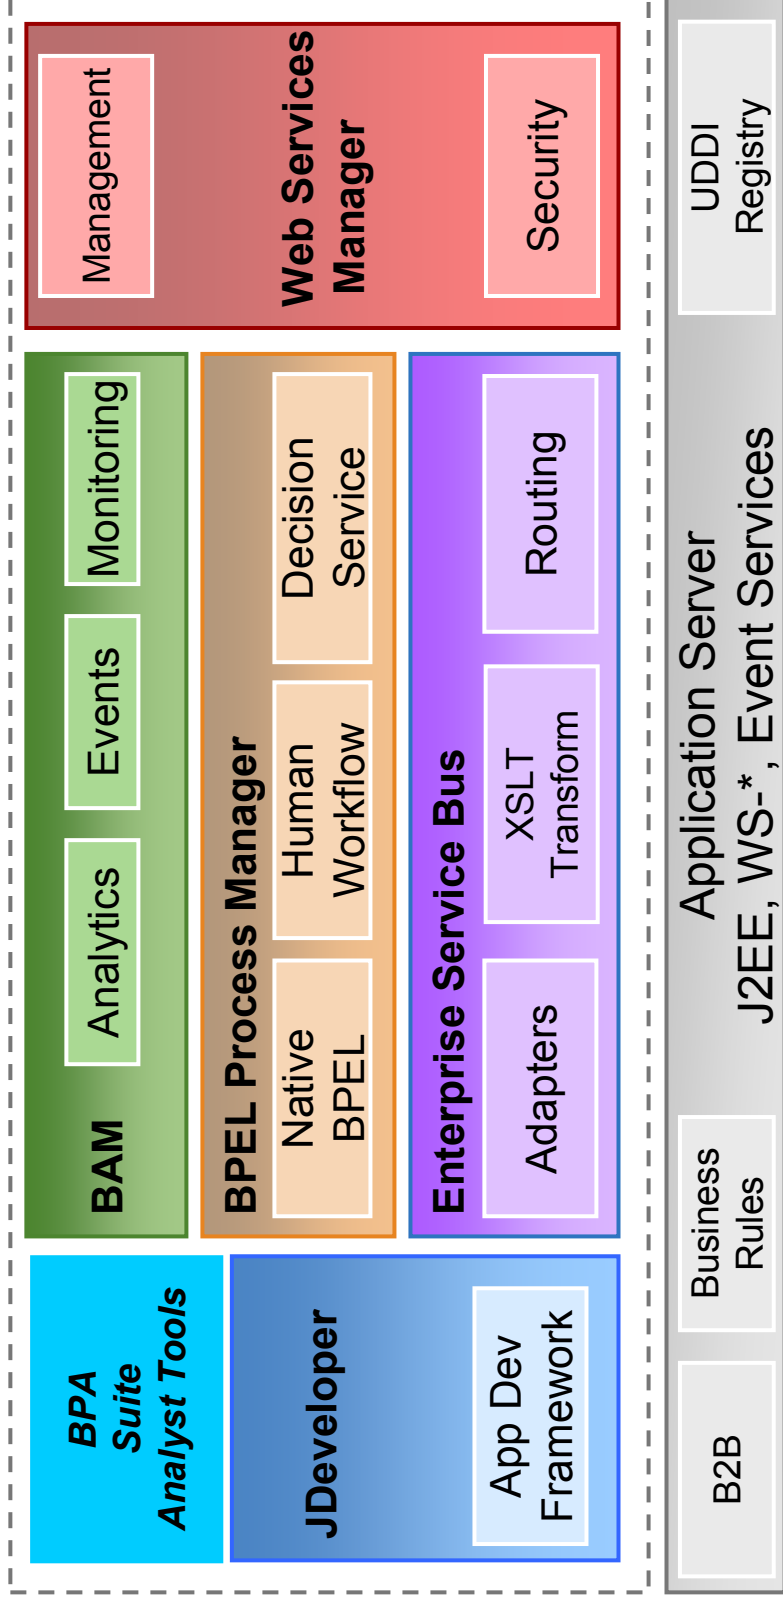 BPA
Suite
Analyst Tools
JDeveloper
App Dev
Framework
BAM
Analytics
Events
Monitoring
BPEL Process Manager
Native
BPEL
Human
Workflow
Decision
Service
Enterprise Service Bus
Adapters
XSLT
Transform
Routing
Management
Web Services
Manager
Security
B2B
Business
Rules
Application Server
J2EE, WS-*, Event Services
UDDI
Registry